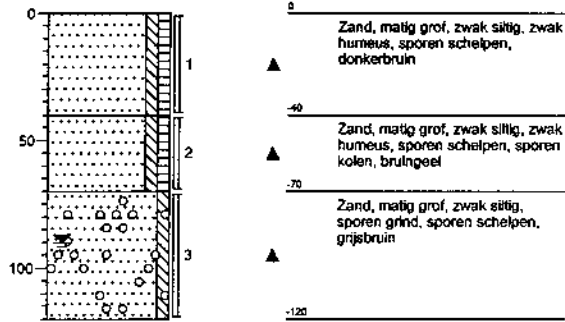 0
50
100
1
2
3
0
Zand, matig grof, zwak siltig, zwak
humeus, sporen schelpen,
donkerbruin
-40
Zand, matig grof, zwak siltig, zwak
humeus, sporen schelpen, sporen
kolen, bruingeel
-70
Zand, matig grof, zwak siltig,
sporen grind, sporen schelpen,
grijsbruin
-120